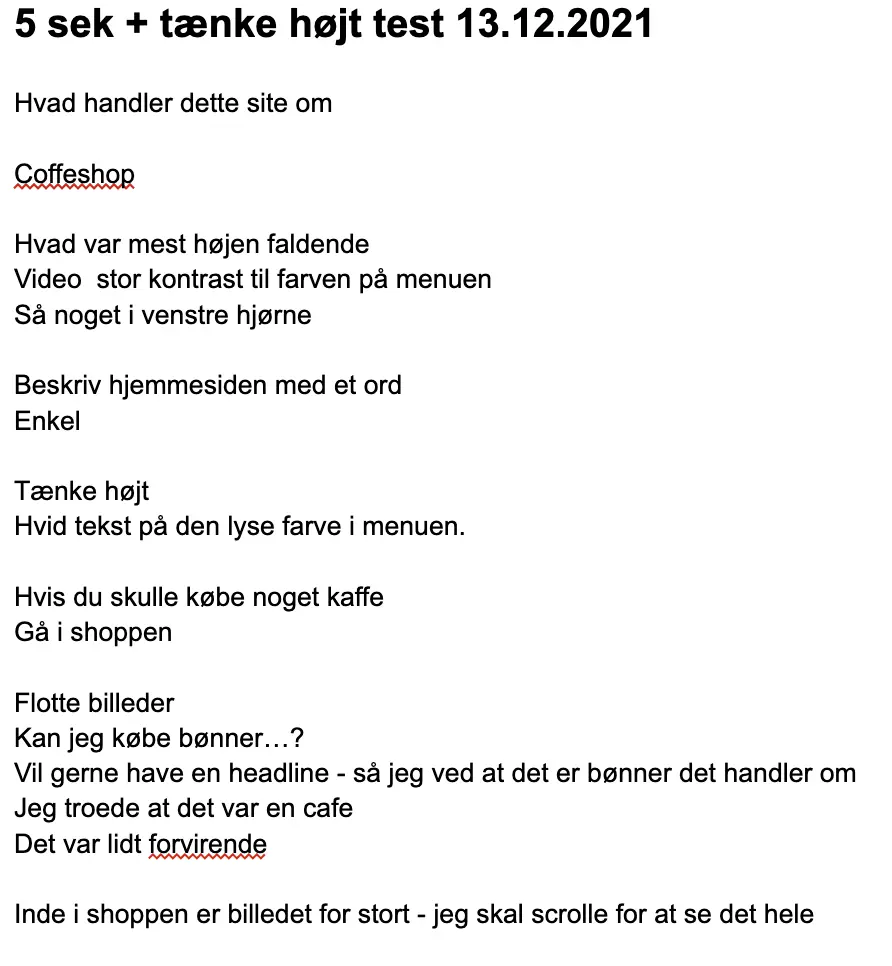 5 sek + tænke højt test 13.12.2021
Hvad handler dette site om
Coffeshop
Hvad var mest højen faldende
Video  stor kontrast til farven på menuen
Så noget i venstre hjørne
Beskriv hjemmesiden med et ord
Enkel
Tænke højt
Hvid tekst på den lyse farve i menuen.
Hvis du skulle købe noget kaffe
Gå i shoppen
Flotte billeder
Kan jeg købe bønner…?
Vil gerne have en headline - så jeg ved at det er bønner det handler om
Jeg troede at det var en cafe
Det var lidt forvirende
Inde i shoppen er billedet for stort - jeg skal scrolle for at se det hele